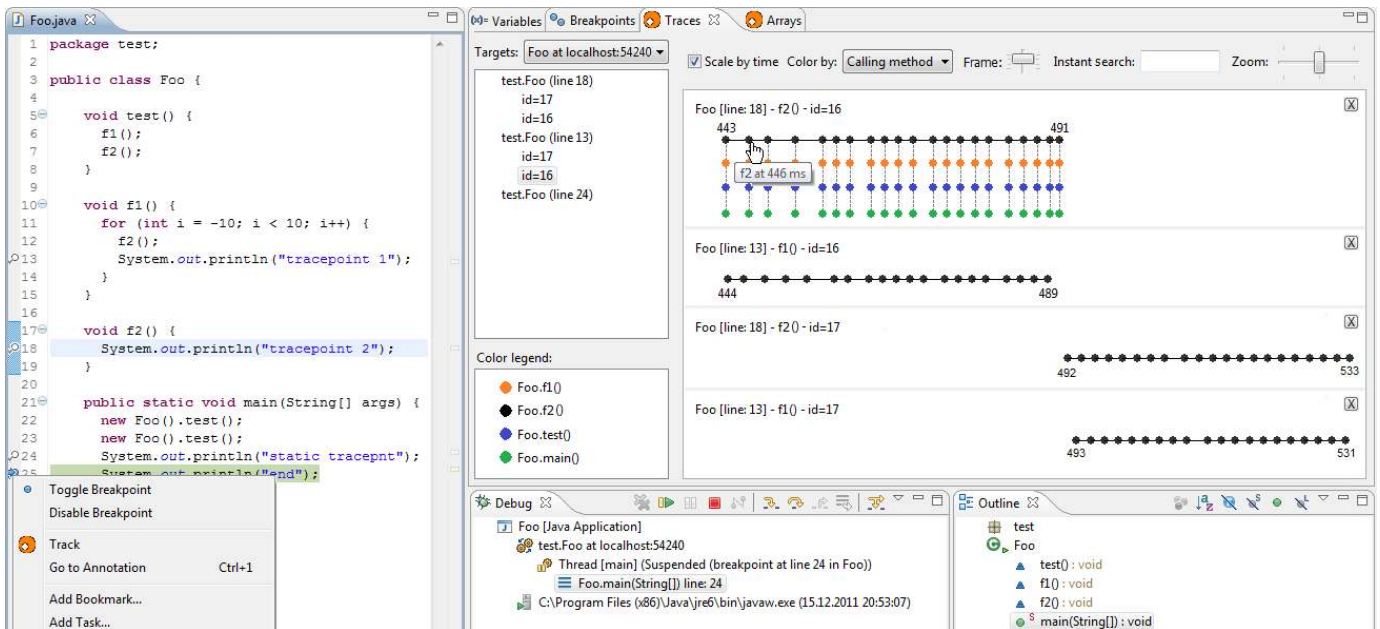 Foo.java
1 package test;
2
3 public class Foo {
4
5 void test() {
6 f1();
7 f2();
8 }
9
10 void f1() {
11 for (int i = -10; i < 10; i++) {
12 f2();
13 System.out.println("tracepoint 1");
14 }
15 }
16
17 void f2() {
18 System.out.println("tracepoint 2");
19 }
20
21 public static void main(String[] args) {
22 new Foo().test();
23 new Foo().test();
24 System.out.println("static tracepnt");
25 System.out.println("end");
Toggle Breakpoint
Disable Breakpoint
Track
Go to Annotation Ctrl+1
Add Bookmark...
Add Task...
(x)= Variables Breakpoints Traces Arrays
Targets: Foo at localhost:54240
test.Foo (line 18)
id=17
id=16
test.Foo (line 13)
id=17
id=16
test.Foo (line 24)
Color legend:
Foo.f1()
Foo.f2()
Foo.test()
Foo.main()
Scale by time Color by: Calling method Frame: Instant search: Zoom:
Foo [line: 18] - f2() - id=16 X
443 491
f2 at 446 ms
Foo [line: 13] - f1() - id=16 X
444 489
Foo [line: 18] - f2() - id=17 X
492 533
Foo [line: 13] - f1() - id=17 X
493 531
Debug
Foo [Java Application]
test.Foo at localhost:54240
Thread [main] (Suspended (breakpoint at line 24 in Foo))
Foo.main(String[]) line: 24
C:\Program Files (x86)\Java\jre6\bin\javaw.exe (15.12.2011 20:53:07)
Outline
test
Foo
test() : void
f1() : void
f2() : void
main(String[]) : void